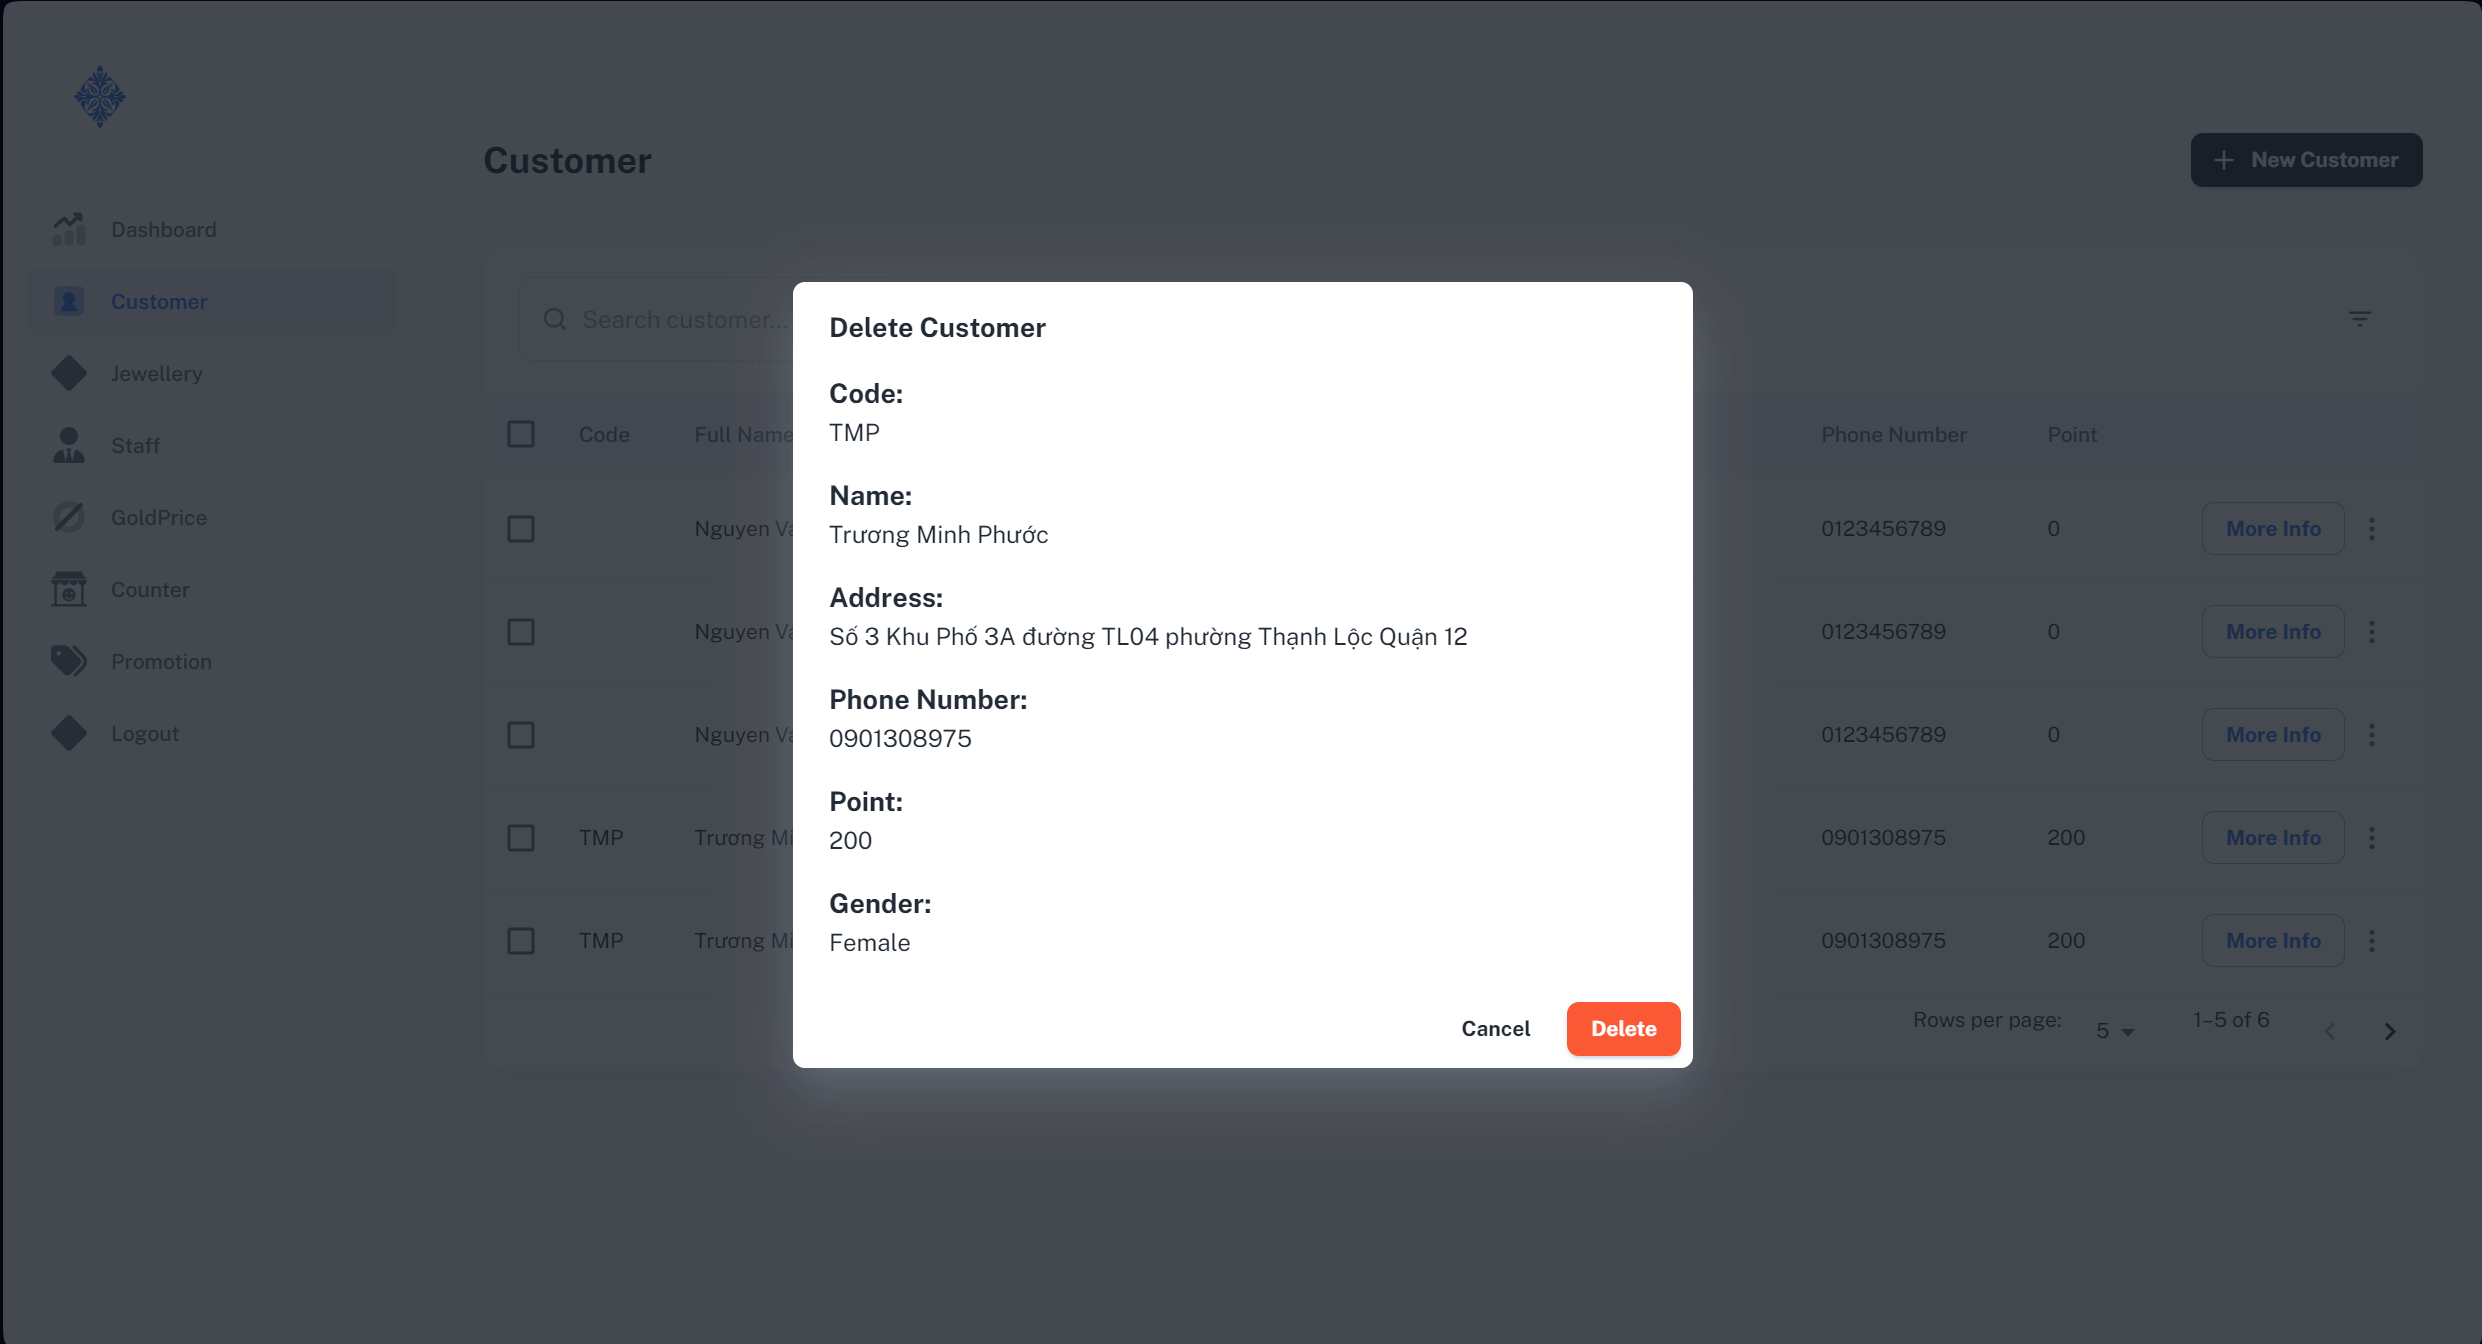 Customer
New Customer
Dashboard
Customer
Jewellery
Staff
GoldPrice
Counter
Promotion
Logout
Search customer...
Code Full Name Phone Number Point
Nguyen 0123456789 0 More Info
Nguyen 0123456789 0 More Info
Nguyen 0123456789 0 More Info
TMP Trương 0901308975 200 More Info
TMP Trương 0901308975 200 More Info
Rows per page: 5 1–5 of 6
Delete Customer
Code:
TMP
Name:
Trương Minh Phước
Address:
Số 3 Khu Phố 3A đường TL04 phường Thạnh Lộc Quận 12
Phone Number:
0901308975
Point:
200
Gender:
Female
Cancel Delete